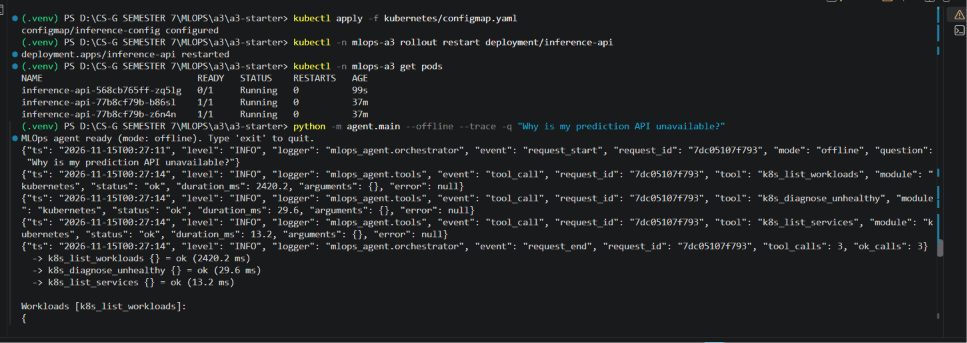 (.venv) PS D:\CS-G SEMESTER 7\MLOPS\a3\a3-starter> kubectl apply -f kubernetes/configmap.yaml
configmap/inference-config configured
(.venv) PS D:\CS-G SEMESTER 7\MLOPS\a3\a3-starter> kubectl -n mlops-a3 rollout restart deployment/inference-api
deployment.apps/inference-api restarted
(.venv) PS D:\CS-G SEMESTER 7\MLOPS\a3\a3-starter> kubectl -n mlops-a3 get pods
NAME READY STATUS RESTARTS AGE
inference-api-568cb765ff-zq5lg 0/1 Running 0 99s
inference-api-77b8cf79b-b86sl 1/1 Running 0 37m
inference-api-77b8cf79b-z6n4n 1/1 Running 0 37m
(.venv) PS D:\CS-G SEMESTER 7\MLOPS\a3\a3-starter> python -m agent.main --offline --trace -q "Why is my prediction API unavailable?"
MLOps agent ready (mode: offline). Type 'exit' to quit.
{"ts": "2026-11-15T00:27:11", "level": "INFO", "logger": "mlops_agent.orchestrator", "event": "request_start", "request_id": "7dc05107f793", "mode": "offline", "question":
"Why is my prediction API unavailable?"}
{"ts": "2026-11-15T00:27:14", "level": "INFO", "logger": "mlops_agent.tools", "event": "tool_call", "request_id": "7dc05107f793", "tool": "k8s_list_workloads", "module": "
kubernetes", "status": "ok", "duration_ms": 2420.2, "arguments": {}, "error": null}
{"ts": "2026-11-15T00:27:14", "level": "INFO", "logger": "mlops_agent.tools", "event": "tool_call", "request_id": "7dc05107f793", "tool": "k8s_diagnose_unhealthy", "module
": "kubernetes", "status": "ok", "duration_ms": 29.6, "arguments": {}, "error": null}
{"ts": "2026-11-15T00:27:14", "level": "INFO", "logger": "mlops_agent.tools", "event": "tool_call", "request_id": "7dc05107f793", "tool": "k8s_list_services", "module": "k
ubernetes", "status": "ok", "duration_ms": 13.2, "arguments": {}, "error": null}
{"ts": "2026-11-15T00:27:14", "level": "INFO", "logger": "mlops_agent.orchestrator", "event": "request_end", "request_id": "7dc05107f793", "tool_calls": 3, "ok_calls": 3}
-> k8s_list_workloads {} = ok (2420.2 ms)
-> k8s_diagnose_unhealthy {} = ok (29.6 ms)
-> k8s_list_services {} = ok (13.2 ms)
Workloads [k8s_list_workloads]:
{